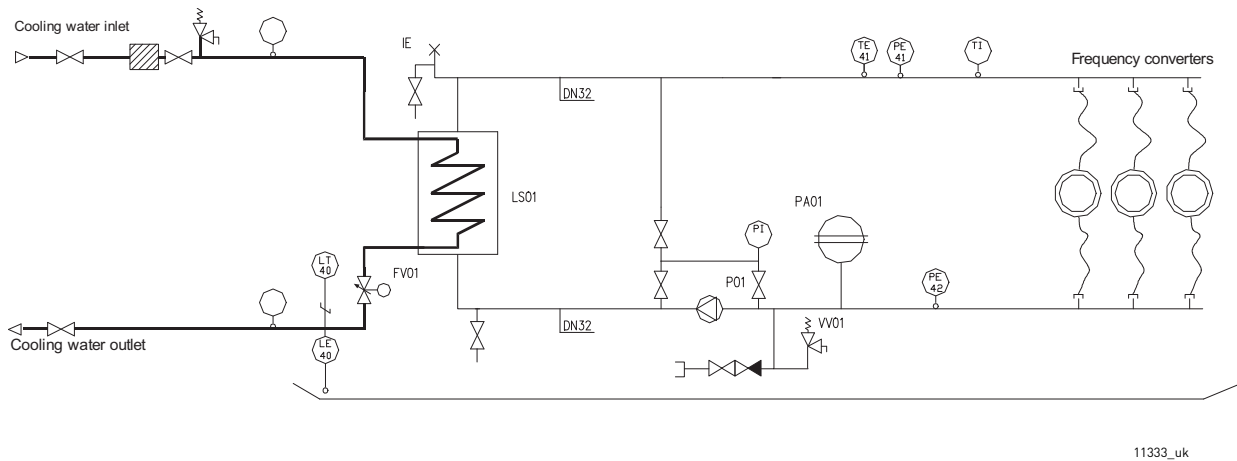 Cooling water inlet
IE
TE
41
PE
41
TI
Frequency converters
DN32
LS01
PA01
PI
LT
40
FV01
P01
PE
42
DN32
VV01
Cooling water outlet
LE
40
11333_uk